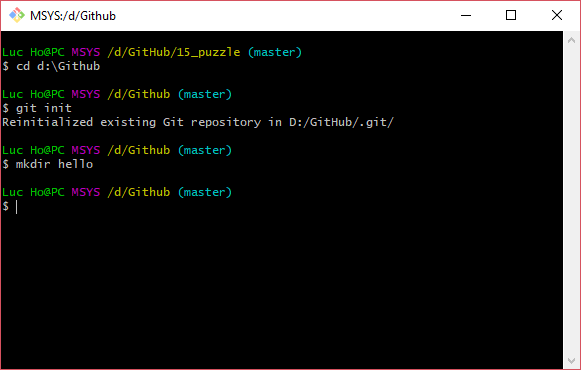 MSYS:/d/Github
Luc Ho@PC MSYS /d/GitHub/15_puzzle (master)
$ cd d:\Github
Luc Ho@PC MSYS /d/Github (master)
$ git init
Reinitialized existing Git repository in D:/GitHub/.git/
Luc Ho@PC MSYS /d/Github (master)
$ mkdir hello
Luc Ho@PC MSYS /d/Github (master)
$